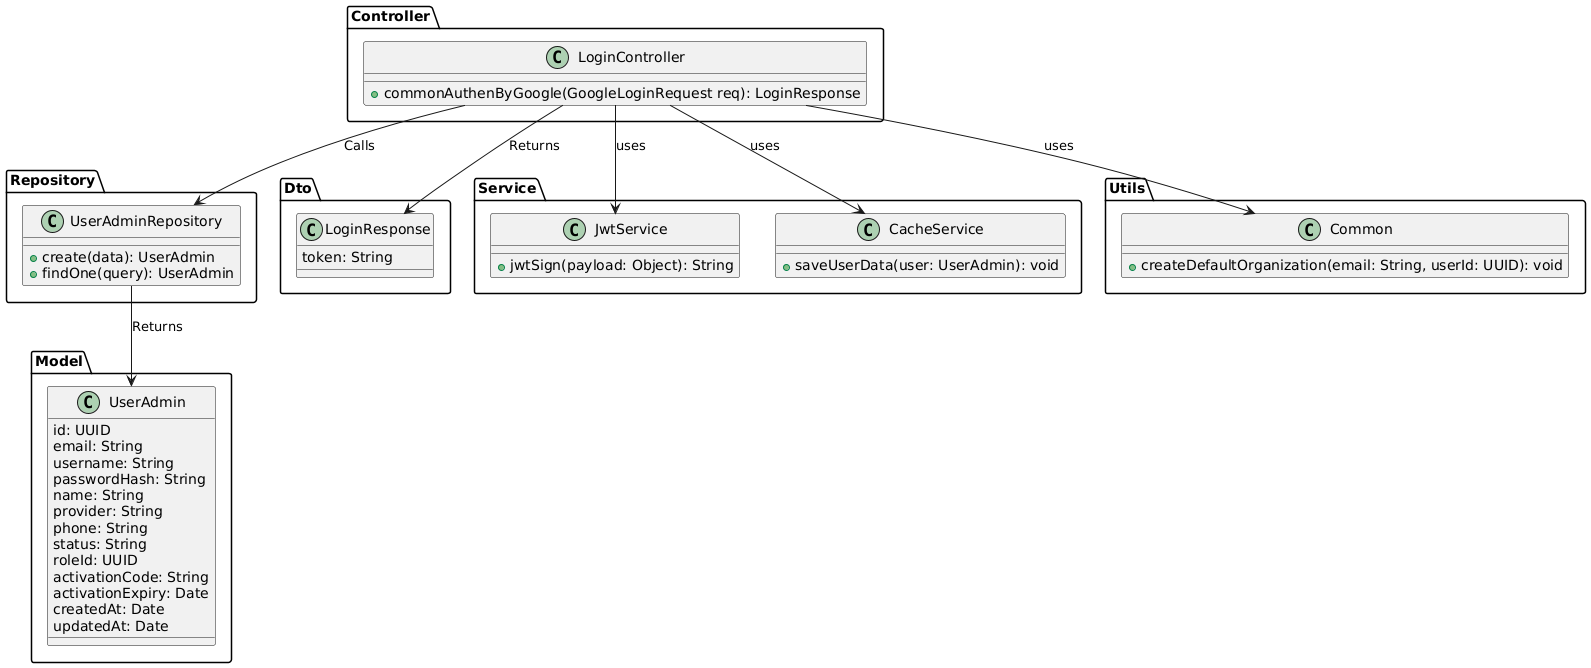 Controller
C LoginController
commonAuthenByGoogle(GoogleLoginRequest req): LoginResponse
Calls
Returns
uses
uses
uses
Repository
C UserAdminRepository
create(data): UserAdmin
findOne(query): UserAdmin
Dto
C LoginResponse
token: String
Service
C JwtService
jwtSign(payload: Object): String
C CacheService
saveUserData(user: UserAdmin): void
Utils
C Common
createDefaultOrganization(email: String, userId: UUID): void
Returns
Model
C UserAdmin
id: UUID
email: String
username: String
passwordHash: String
name: String
provider: String
phone: String
status: String
roleId: UUID
activationCode: String
activationExpiry: Date
createdAt: Date
updatedAt: Date